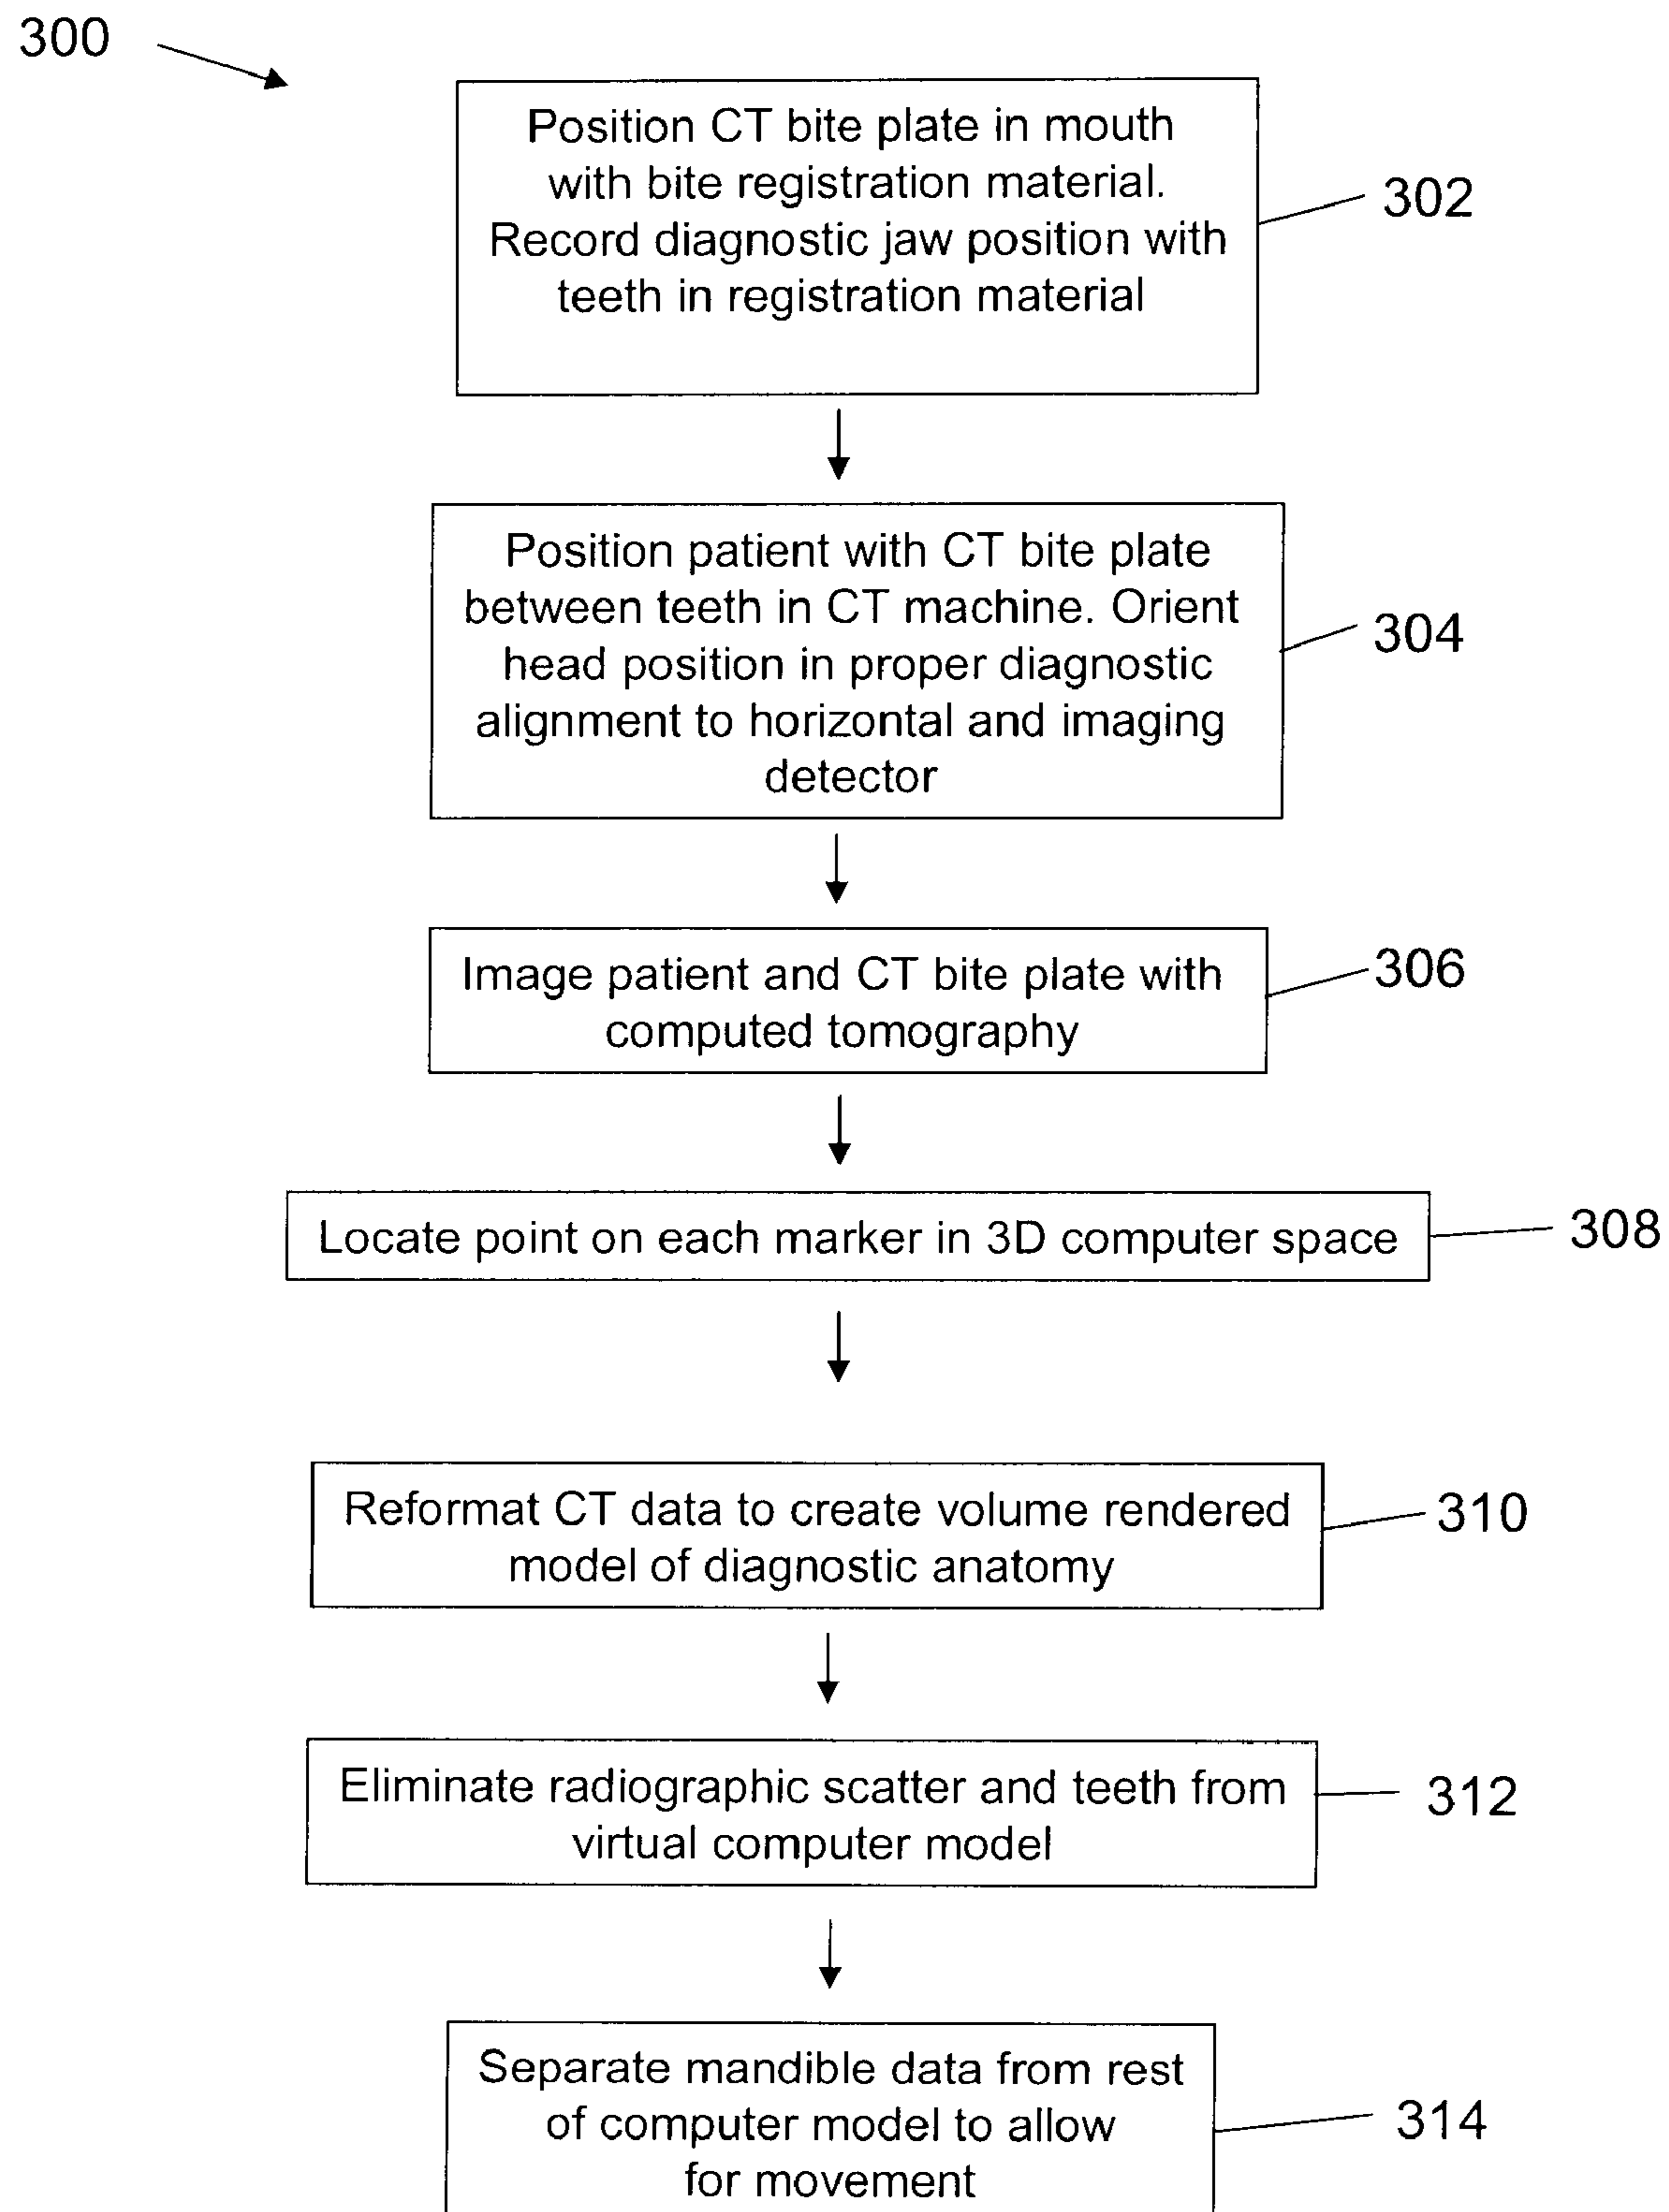 300
Position CT bite plate in mouth
with bite registration material.
Record diagnostic jaw position with
teeth in registration material
302
Position patient with CT bite plate
between teeth in CT machine. Orient
head position in proper diagnostic
alignment to horizontal and imaging
detector
304
Image patient and CT bite plate with
computed tomography
306
Locate point on each marker in 3D computer space
308
Reformat CT data to create volume rendered
model of diagnostic anatomy
310
Eliminate radiographic scatter and teeth from
virtual computer model
312
Separate mandible data from rest
of computer model to allow
for movement
314